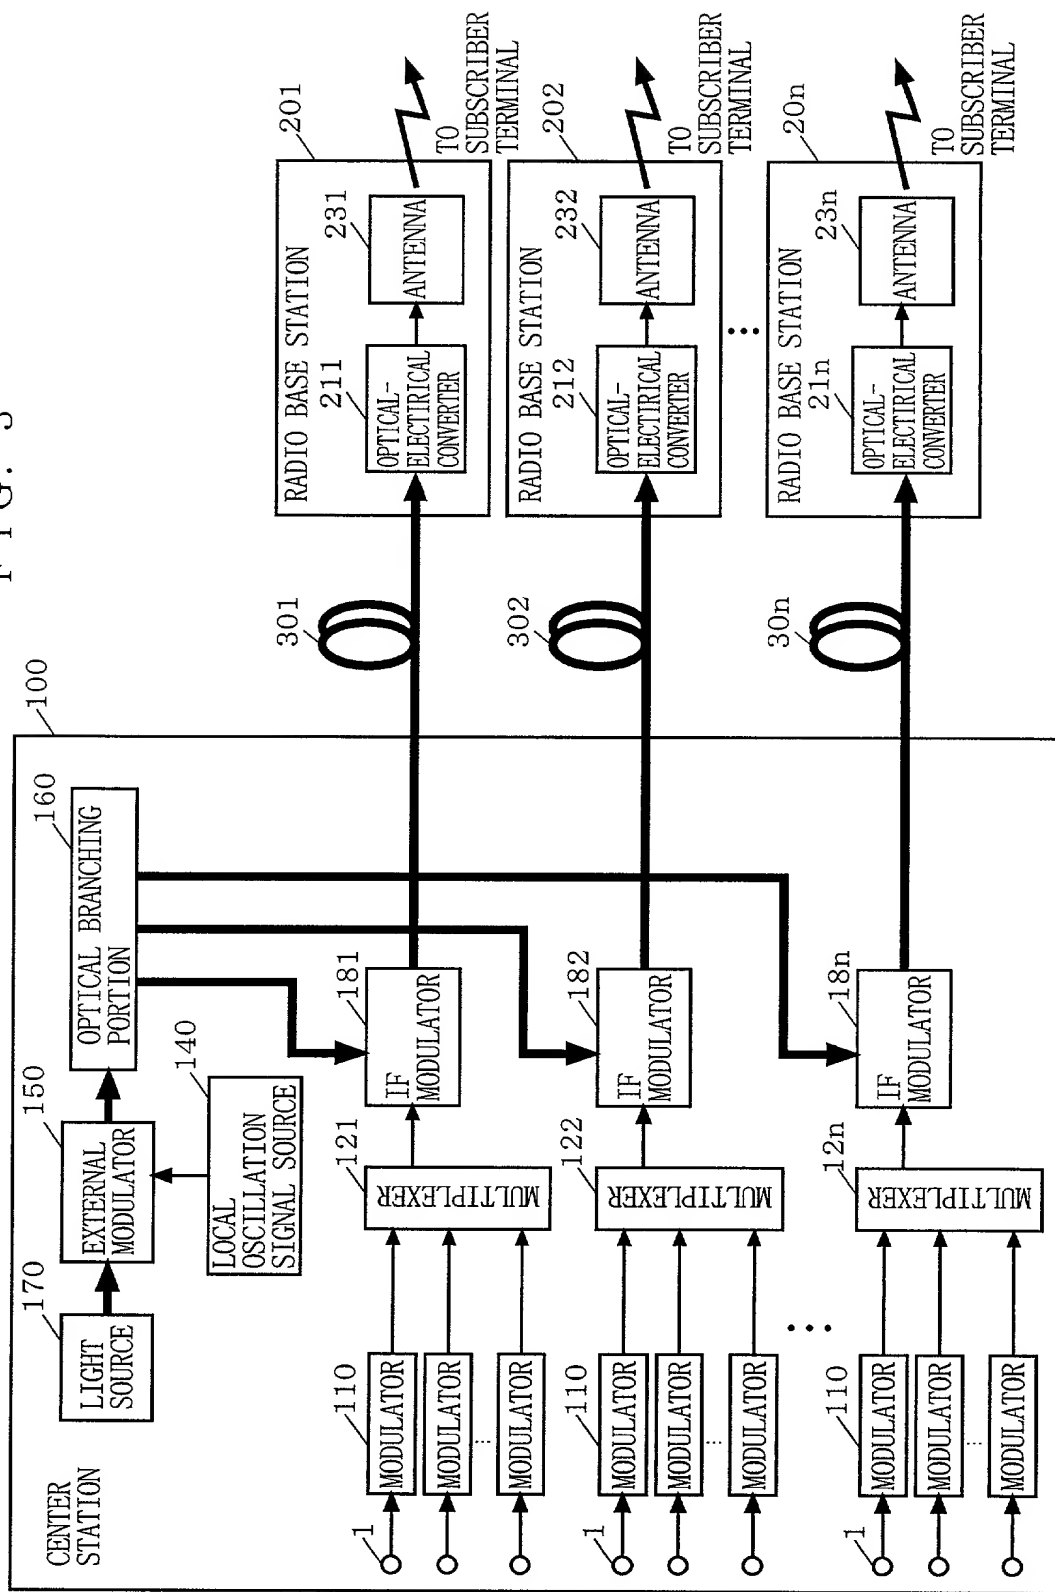 FIG. 3
100
CENTER
STATION
170
LIGHT
SOURCE
150
EXTERNAL
MODULATOR
160
OPTICAL BRANCHING
PORTION
140
LOCAL
OSCILLATION
SIGNAL SOURCE
1
110
MODULATOR
MODULATOR
...
MODULATOR
121
MULTIPLEXER
181
IF
MODULATOR
301
201
RADIO BASE STATION
211
OPTICAL-
ELECTIRICAL
CONVERTER
231
ANTENNA
TO
SUBSCRIBER
TERMINAL
1
110
MODULATOR
MODULATOR
...
MODULATOR
122
MULTIPLEXER
182
IF
MODULATOR
302
202
RADIO BASE STATION
212
OPTICAL-
ELECTRICAL
CONVERTER
232
ANTENNA
TO
SUBSCRIBER
TERMINAL
...
...
1
110
MODULATOR
MODULATOR
...
MODULATOR
12n
MULTIPLEXER
18n
IF
MODULATOR
30n
20n
RADIO BASE STATION
21n
OPTICAL-
ELECTRICAL
CONVERTER
23n
ANTENNA
TO
SUBSCRIBER
TERMINAL